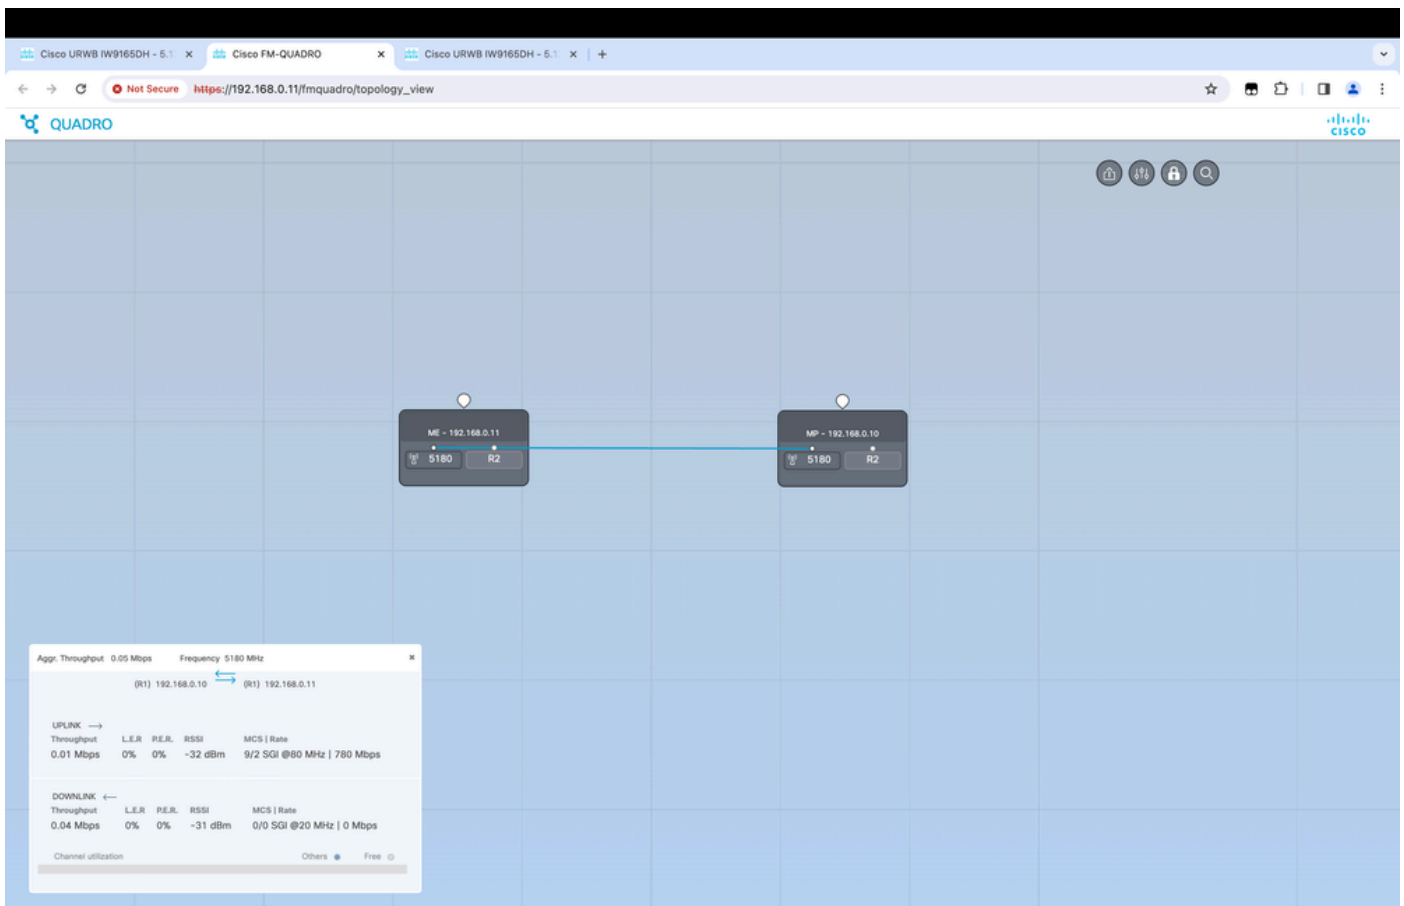 Cisco URWB IW9165DH - 5.1
Cisco FM-QUADRO
Cisco URWB IW9165DH - 5.1
Not Secure https://192.168.0.11/fmquadro/topology_view
QUADRO
CISCO
ME - 192.168.0.11
5180 R2
MP - 192.168.0.10
5180 R2
Aggr. Throughput 0.05 Mbps Frequency 5180 MHz
(R1) 192.168.0.10 (R1) 192.168.0.11
UPLINK
Throughput L.E.R P.E.R. RSSI MCS | Rate
0.01 Mbps 0% 0% -32 dBm 9/2 SGI @80 MHz | 780 Mbps
DOWNLINK
Throughput L.E.R P.E.R. RSSI MCS | Rate
0.04 Mbps 0% 0% -31 dBm 0/0 SGI @20 MHz | 0 Mbps
Channel utilization Others Free